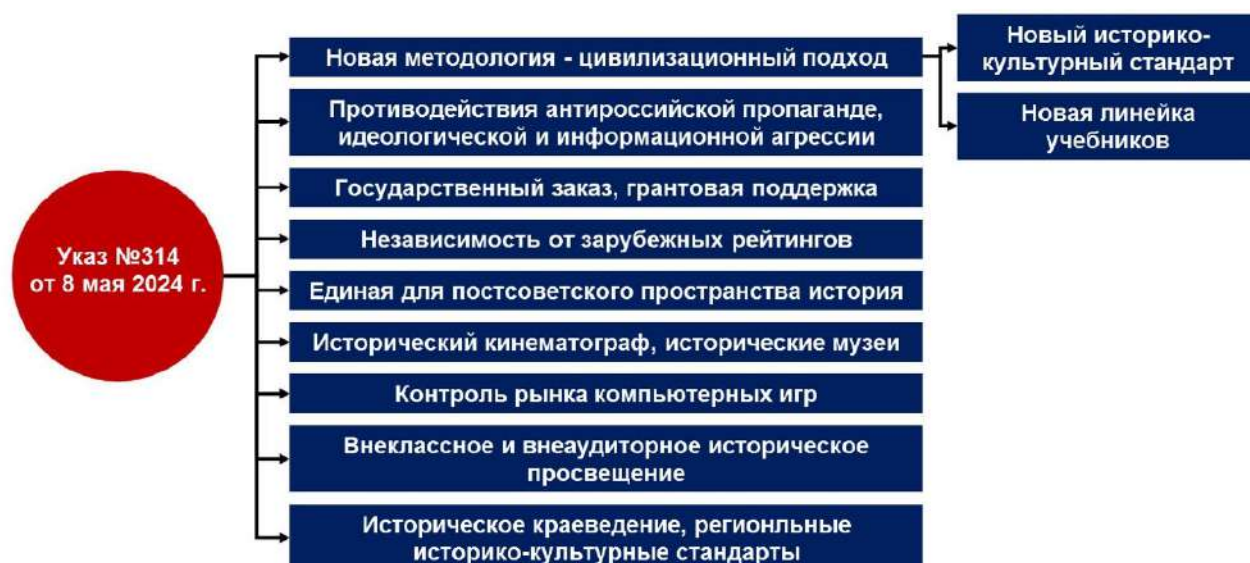 Указ №314
от 8 мая 2024 г.
Новая методология - цивилизационный подход
Противодействия антироссийской пропаганде,
идеологической и информационной агрессии
Государственный заказ, грантовая поддержка
Независимость от зарубежных рейтингов
Единая для постсоветского пространства история
Исторический кинематограф, исторические музеи
Контроль рынка компьютерных игр
Внеклассное и внеаудиторное историческое
просвещение
Историческое краеведение, регионльные
историко-культурные стандарты
Новый историко-
культурный стандарт
Новая линейка
учебников